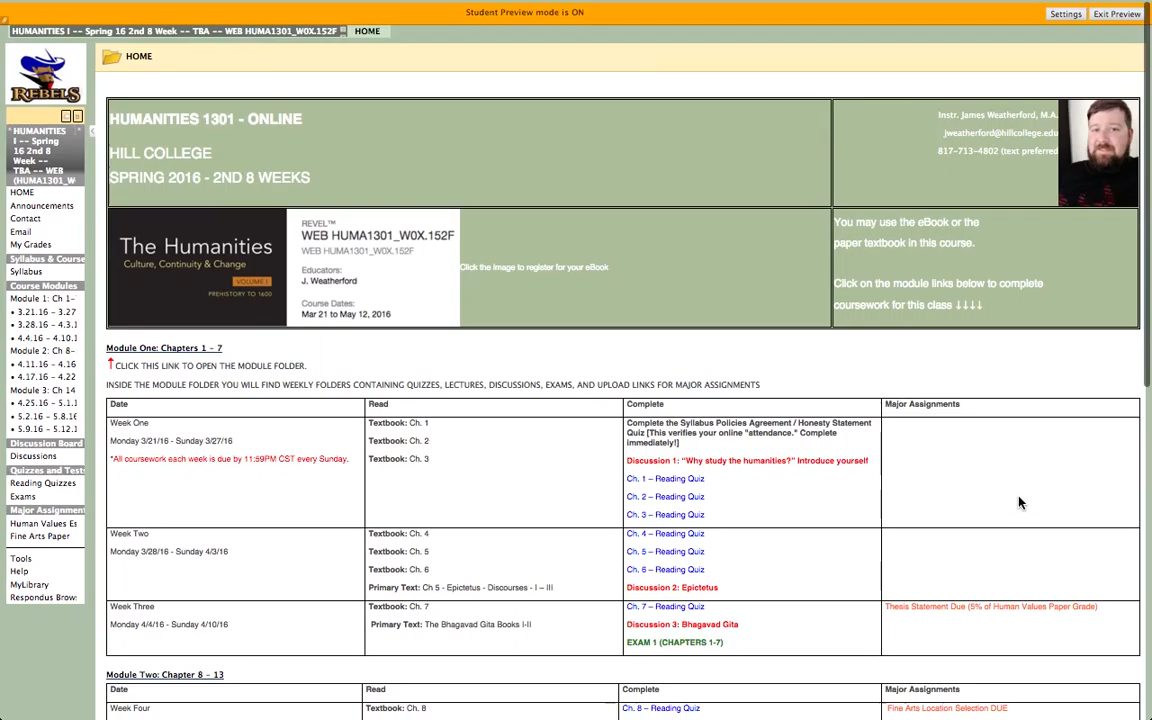 Student Preview mode is ON
Settings
Exit Preview
HUMANITIES I -- Spring 16 2nd 8 Week -- TBA -- WEB HUMA1301_W0X.152F
HOME
REBELS
HOME
HUMANITIES
I -- Spring
16 2nd 8
Week --
TBA -- WEB
(HUMA1301_W
HOME
Announcements
Contact
Email
My Grades
Syllabus & Course
Syllabus
Course Modules
Module 1: Ch 1-
• 3.21.16 - 3.27
• 3.28.16 - 4.3.1
• 4.4.16 - 4.10.1
Module 2: Ch 8-
• 4.11.16 - 4.16
• 4.17.16 - 4.22
Module 3: Ch 14
• 4.25.16 - 5.1.1
• 5.2.16 - 5.8.16
• 5.9.16 - 5.12.1
Discussion Board
Discussions
Quizzes and Test
Reading Quizzes
Exams
Major Assignmen
Human Values Es
Fine Arts Paper
Tools
Help
MyLibrary
Respondus Brow
HUMANITIES 1301 - ONLINE
HILL COLLEGE
SPRING 2016 - 2ND 8 WEEKS
Instr. James Weatherford, M.A.
jweatherford@hillcollege.edu
817-713-4802 (text preferred
The Humanities
Culture, Continuity & Change
VOLUME I
PREHISTORY TO 1600
REVEL™
WEB HUMA1301_W0X.152F
WEB HUMA1301_W0X.152F
Educators:
J. Weatherford
Course Dates:
Mar 21 to May 12, 2016
Click the image to register for your eBook
You may use the eBook or the
paper textbook in this course.
Click on the module links below to complete
coursework for this class ↓↓↓↓
Module One: Chapters 1 - 7
↑CLICK THIS LINK TO OPEN THE MODULE FOLDER.
INSIDE THE MODULE FOLDER YOU WILL FIND WEEKLY FOLDERS CONTAINING QUIZZES, LECTURES, DISCUSSIONS, EXAMS, AND UPLOAD LINKS FOR MAJOR ASSIGNMENTS
Date
Read
Complete
Major Assignments
Week One
Monday 3/21/16 - Sunday 3/27/16
*All coursework each week is due by 11:59PM CST every Sunday.
Textbook: Ch. 1
Textbook: Ch. 2
Textbook: Ch. 3
Complete the Syllabus Policies Agreement / Honesty Statement
Quiz [This verifies your online "attendance." Complete
immediately!]
Discussion 1: "Why study the humanities?" Introduce yourself
Ch. 1 – Reading Quiz
Ch. 2 – Reading Quiz
Ch. 3 – Reading Quiz
Week Two
Monday 3/28/16 - Sunday 4/3/16
Textbook: Ch. 4
Textbook: Ch. 5
Textbook: Ch. 6
Primary Text: Ch 5 - Epictetus - Discourses - I – III
Ch. 4 – Reading Quiz
Ch. 5 – Reading Quiz
Ch. 6 – Reading Quiz
Discussion 2: Epictetus
Week Three
Monday 4/4/16 - Sunday 4/10/16
Textbook: Ch. 7
Primary Text: The Bhagavad Gita Books I-II
Ch. 7 – Reading Quiz
Discussion 3: Bhagavad Gita
EXAM 1 (CHAPTERS 1-7)
Thesis Statement Due (5% of Human Values Paper Grade)
Module Two: Chapter 8 - 13
Date
Read
Complete
Major Assignments
Week Four
Textbook: Ch. 8
Ch. 8 – Reading Quiz
Fine Arts Location Selection DUE